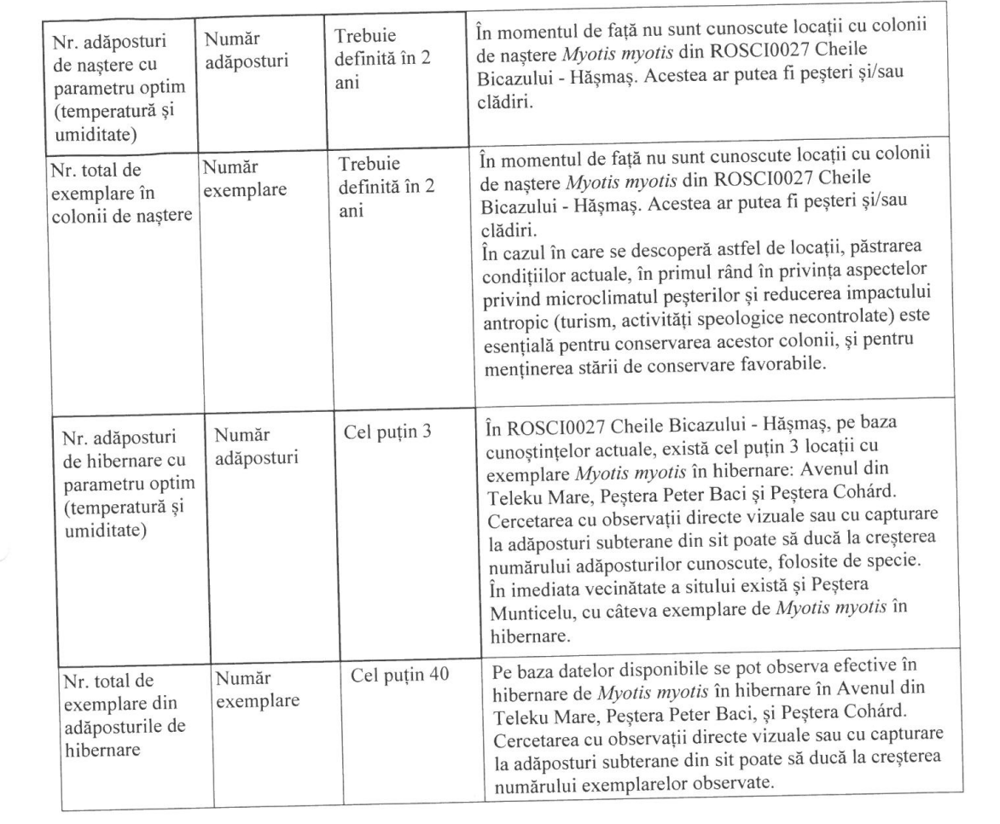 Nr. adăposturi
de naștere cu
parametru optim
(temperatură și
umiditate)
Număr
adăposturi
Trebuie
definită în 2
ani
În momentul de față nu sunt cunoscute locații cu colonii
de naștere Myotis myotis din ROSCI0027 Cheile
Bicazului - Hășmaș. Acestea ar putea fi peșteri și/sau
clădiri.
Nr. total de
exemplare în
colonii de naștere
Număr
exemplare
Trebuie
definită în 2
ani
În momentul de față nu sunt cunoscute locații cu colonii
de naștere Myotis myotis din ROSCI0027 Cheile
Bicazului - Hășmaș. Acestea ar putea fi peșteri și/sau
clădiri.
În cazul în care se descoperă astfel de locații, păstrarea
condițiilor actuale, în primul rând în privința aspectelor
privind microclimatul peșterilor și reducerea impactului
antropic (turism, activități speologice necontrolate) este
esențială pentru conservarea acestor colonii, și pentru
menținerea stării de conservare favorabile.
Nr. adăposturi
de hibernare cu
parametru optim
(temperatură și
umiditate)
Număr
adăposturi
Cel puțin 3
În ROSCI0027 Cheile Bicazului - Hășmaș, pe baza
cunoștințelor actuale, există cel puțin 3 locații cu
exemplare Myotis myotis în hibernare: Avenul din
Teleku Mare, Peștera Peter Baci și Peștera Cohárd.
Cercetarea cu observații directe vizuale sau cu capturare
la adăposturi subterane din sit poate să ducă la creșterea
numărului adăposturilor cunoscute, folosite de specie.
În imediata vecinătate a sitului există și Peștera
Munticelu, cu câteva exemplare de Myotis myotis în
hibernare.
Nr. total de
exemplare din
adăposturile de
hibernare
Număr
exemplare
Cel puțin 40
Pe baza datelor disponibile se pot observa efective în
hibernare de Myotis myotis în hibernare în Avenul din
Teleku Mare, Peștera Peter Baci, și Peștera Cohárd.
Cercetarea cu observații directe vizuale sau cu capturare
la adăposturi subterane din sit poate să ducă la creșterea
numărului exemplarelor observate.